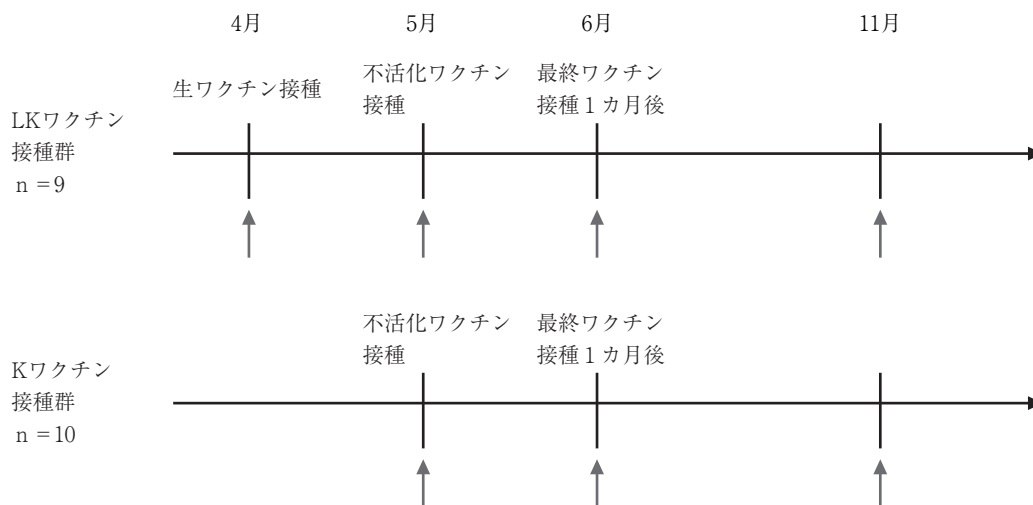 4月 5月 6月 11月
生ワクチン接種
不活化ワクチン
接種
最終ワクチン
接種1カ月後
LKワクチン
接種群
n=9
不活化ワクチン
接種
最終ワクチン
接種1カ月後
Kワクチン
接種群
n=10